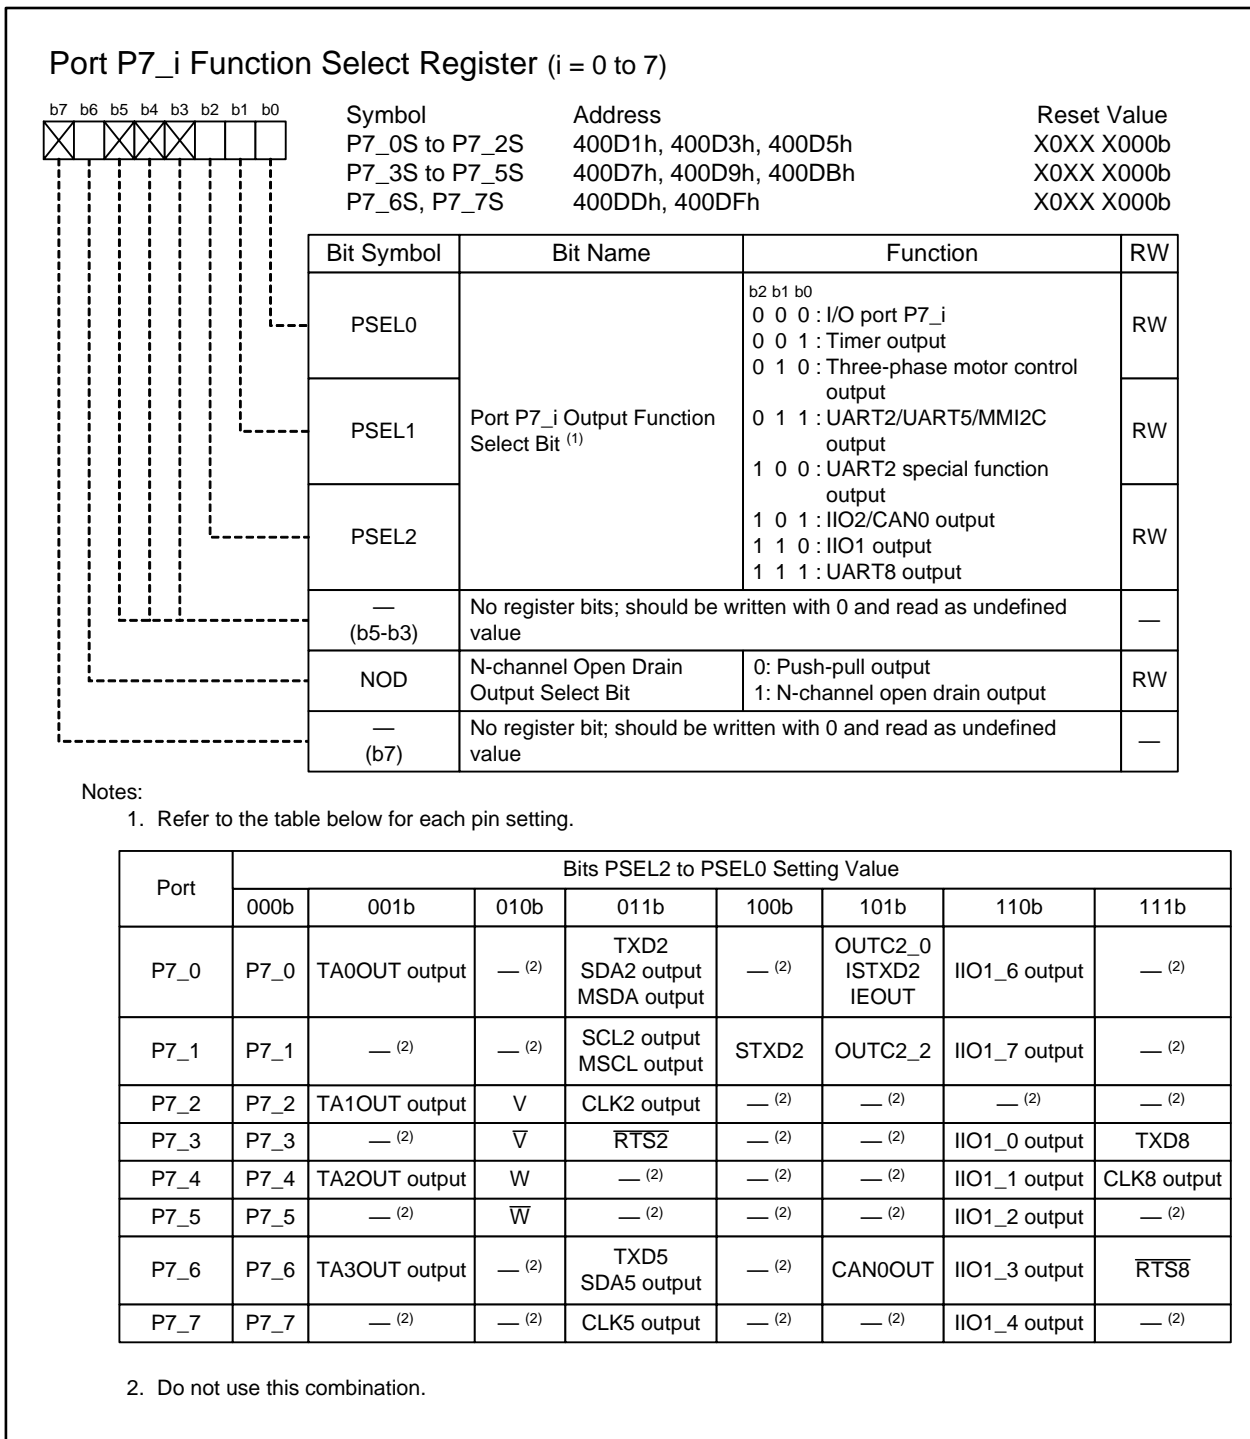 Port P7_i Function Select Register (i = 0 to 7)
b7 b6 b5 b4 b3 b2 b1 b0
Symbol Address Reset Value
P7_0S to P7_2S 400D1h, 400D3h, 400D5h X0XX X000b
P7_3S to P7_5S 400D7h, 400D9h, 400DBh X0XX X000b
P7_6S, P7_7S 400DDh, 400DFh X0XX X000b
Bit Symbol Bit Name Function RW
PSEL0
PSEL1
PSEL2
Port P7_i Output Function
Select Bit (1)
b2 b1 b0
0 0 0 : I/O port P7_i
0 0 1 : Timer output
0 1 0 : Three-phase motor control
output
0 1 1 : UART2/UART5/MMI2C
output
1 0 0 : UART2 special function
output
1 0 1 : IIO2/CAN0 output
1 1 0 : IIO1 output
1 1 1 : UART8 output
RW
RW
RW
—
(b5-b3)
No register bits; should be written with 0 and read as undefined
value
—
NOD
N-channel Open Drain
Output Select Bit
0: Push-pull output
1: N-channel open drain output
RW
—
(b7)
No register bit; should be written with 0 and read as undefined
value
—
Notes:
1. Refer to the table below for each pin setting.
Port Bits PSEL2 to PSEL0 Setting Value
000b 001b 010b 011b 100b 101b 110b 111b
P7_0 P7_0 TA0OUT output — (2) TXD2 SDA2 output MSDA output — (2) OUTC2_0 ISTXD2 IEOUT IIO1_6 output — (2)
P7_1 P7_1 — (2) — (2) SCL2 output MSCL output STXD2 OUTC2_2 IIO1_7 output — (2)
P7_2 P7_2 TA1OUT output V CLK2 output — (2) — (2) — (2) — (2)
P7_3 P7_3 — (2) V̅ R̅T̅S̅2̅ — (2) — (2) IIO1_0 output TXD8
P7_4 P7_4 TA2OUT output W — (2) — (2) — (2) IIO1_1 output CLK8 output
P7_5 P7_5 — (2) W̅ — (2) — (2) — (2) IIO1_2 output — (2)
P7_6 P7_6 TA3OUT output — (2) TXD5 SDA5 output — (2) CAN0OUT IIO1_3 output R̅T̅S̅8̅
P7_7 P7_7 — (2) — (2) CLK5 output — (2) — (2) IIO1_4 output — (2)
2. Do not use this combination.